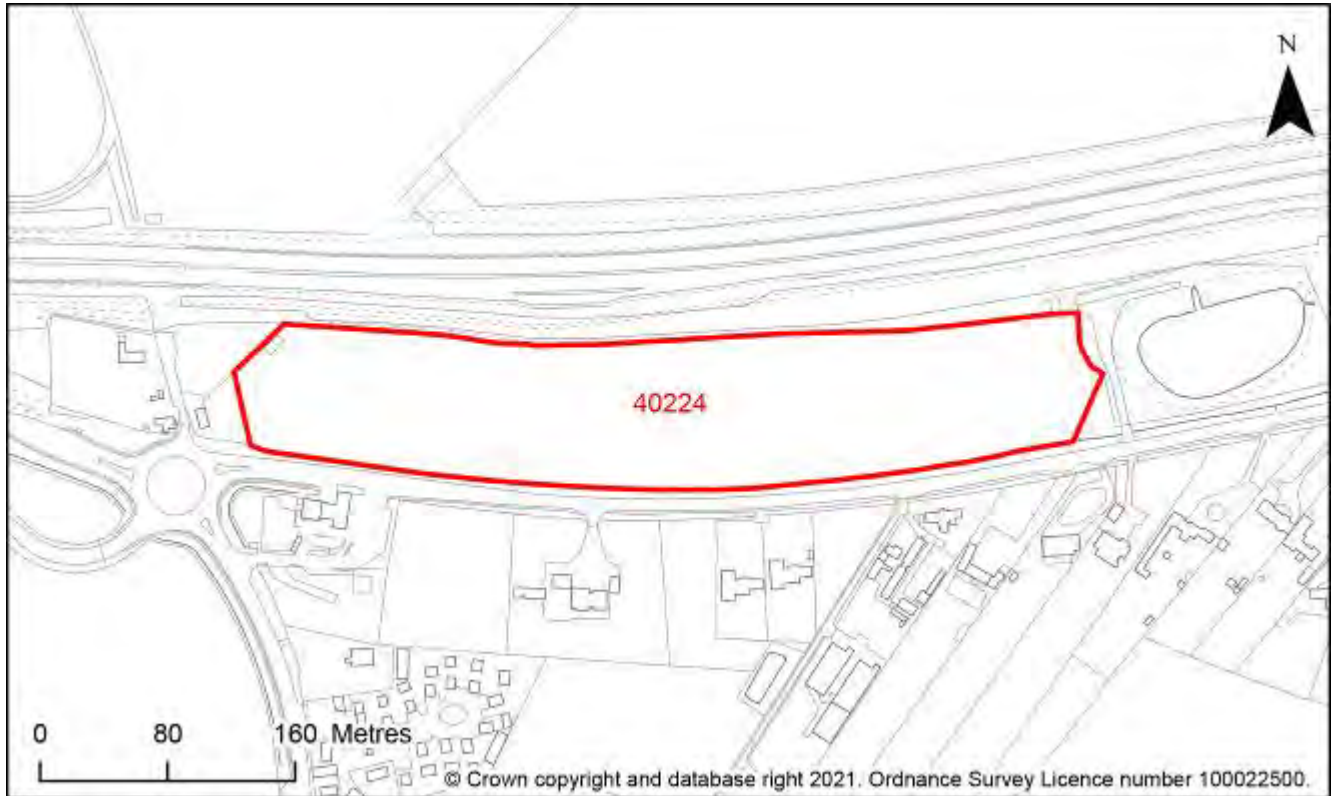 N
40224
0 80 160 Metres
© Crown copyright and database right 2021. Ordnance Survey Licence number 100022500.